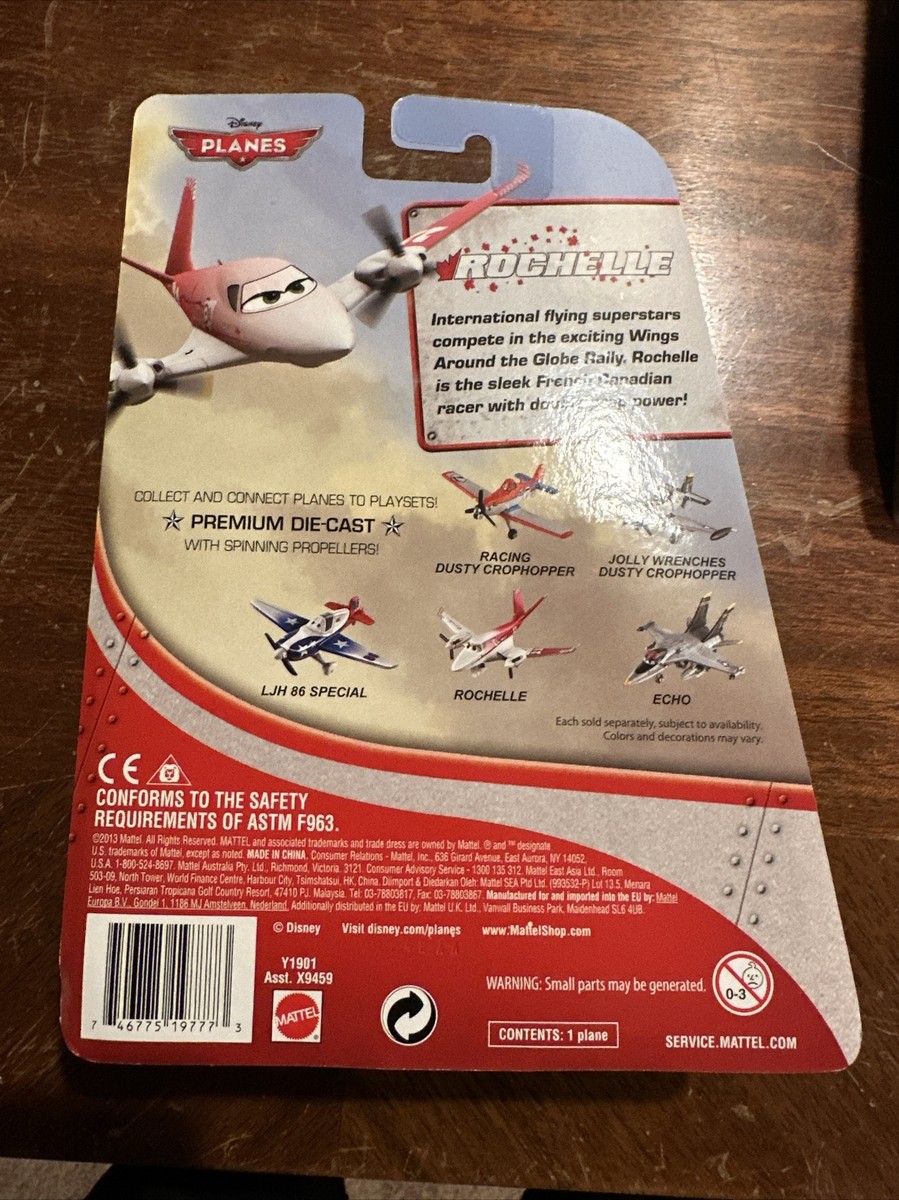 Disney
PLANES
ROCHELLE
International flying superstars
compete in the exciting Wings
Around the Globe Rally. Rochelle
is the sleek French Canadian
racer with power!
COLLECT AND CONNECT PLANES TO PLAYSETS!
PREMIUM DIE-CAST
WITH SPINNING PROPELLERS!
RACING
DUSTY CROPHOPPER
JOLLY WRENCHES
DUSTY CROPHOPPER
LJH 86 SPECIAL
ROCHELLE
ECHO
Each sold separately, subject to availability.
Colors and decorations may vary.
CE
CONFORMS TO THE SAFETY
REQUIREMENTS OF ASTM F963.
©2013 Mattel. All Rights Reserved. MATTEL and associated trademarks and trade dress are owned by Mattel. ® and ™ designate
U.S. trademarks of Mattel, except as noted. MADE IN CHINA. Consumer Relations - Mattel, Inc., 636 Girard Avenue, East Aurora, NY 14052,
U.S.A. 1-800-524-8697. Mattel Australia Pty. Ltd., Richmond, Victoria. 3121. Consumer Advisory Service - 1300 135 312. Mattel East Asia Ltd., Room
503-09, North Tower, World Finance Centre, Harbour City, Tsimshatsui, HK, China. Diimport & Diedarkan Oleh: Mattel SEA Ptd Ltd. (993532-P) Lot 13.5, Menara
Lien Hoe, Persiaran Tropicana Golf Country Resort, 47410 PJ. Malaysia. Tel: 03-78803817, Fax: 03-78803867. Manufactured for and imported into the EU by: Mattel
Europa B.V., Gondel 1, 1186 MJ Amstelveen, Nederland. Additionally distributed in the EU by: Mattel U.K. Ltd., Vanwall Business Park, Maidenhead SL6 4UB.
© Disney Visit disney.com/planes www.MattelShop.com
Y1901
Asst. X9459
MATTEL
7 46775 19777 3
WARNING: Small parts may be generated.
0-3
CONTENTS: 1 plane
SERVICE.MATTEL.COM